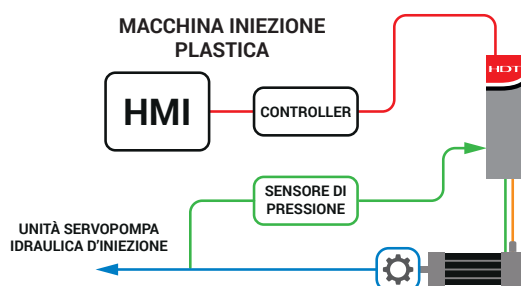 MACCHINA INIEZIONE
PLASTICA
HDT
HMI
CONTROLLER
SENSORE DI
PRESSIONE
UNITÀ SERVOPOMPA
IDRAULICA D'INIEZIONE